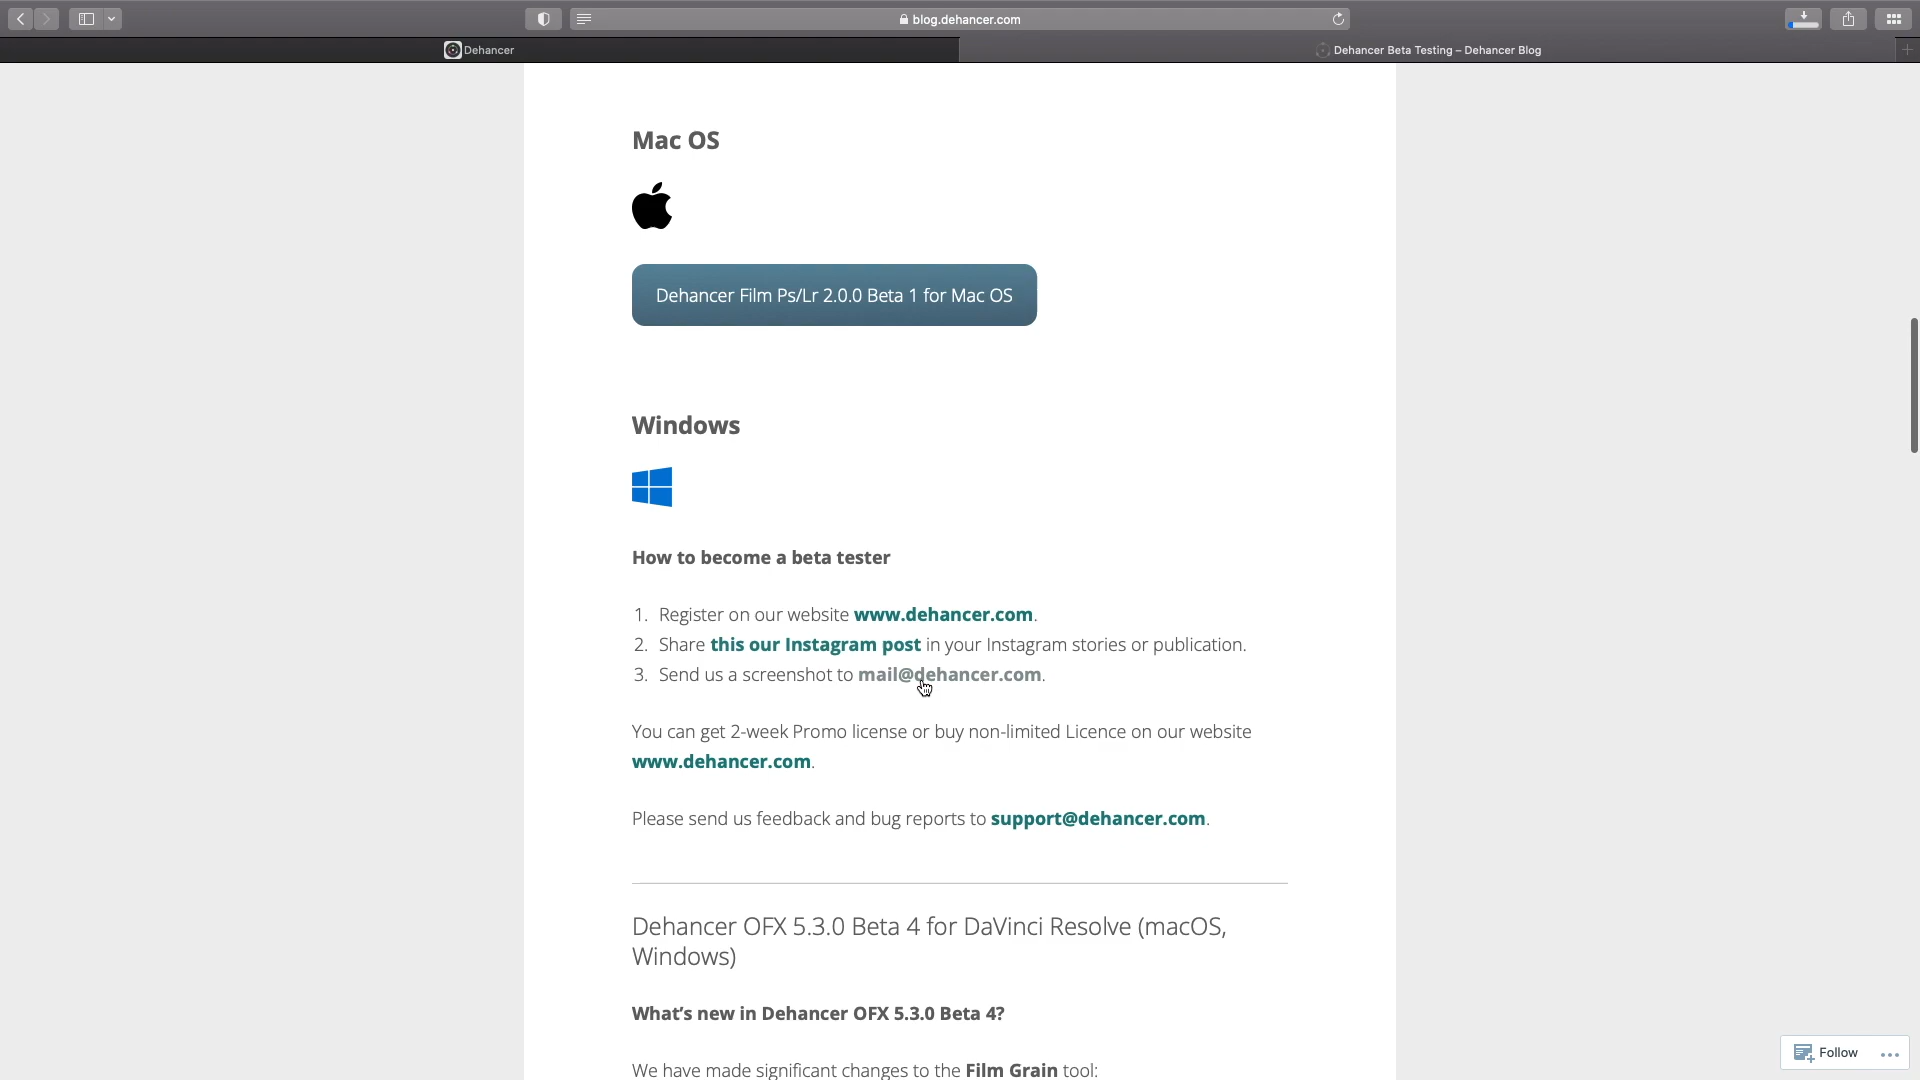 blog.dehancer.com
Dehancer
Dehancer Beta Testing – Dehancer Blog
Mac OS
Dehancer Film Ps/Lr 2.0.0 Beta 1 for Mac OS
Windows
How to become a beta tester
1. Register on our website www.dehancer.com.
2. Share this our Instagram post in your Instagram stories or publication.
3. Send us a screenshot to mail@dehancer.com.
You can get 2-week Promo license or buy non-limited Licence on our website
www.dehancer.com.
Please send us feedback and bug reports to support@dehancer.com.
Dehancer OFX 5.3.0 Beta 4 for DaVinci Resolve (macOS,
Windows)
What’s new in Dehancer OFX 5.3.0 Beta 4?
We have made significant changes to the Film Grain tool:
Follow